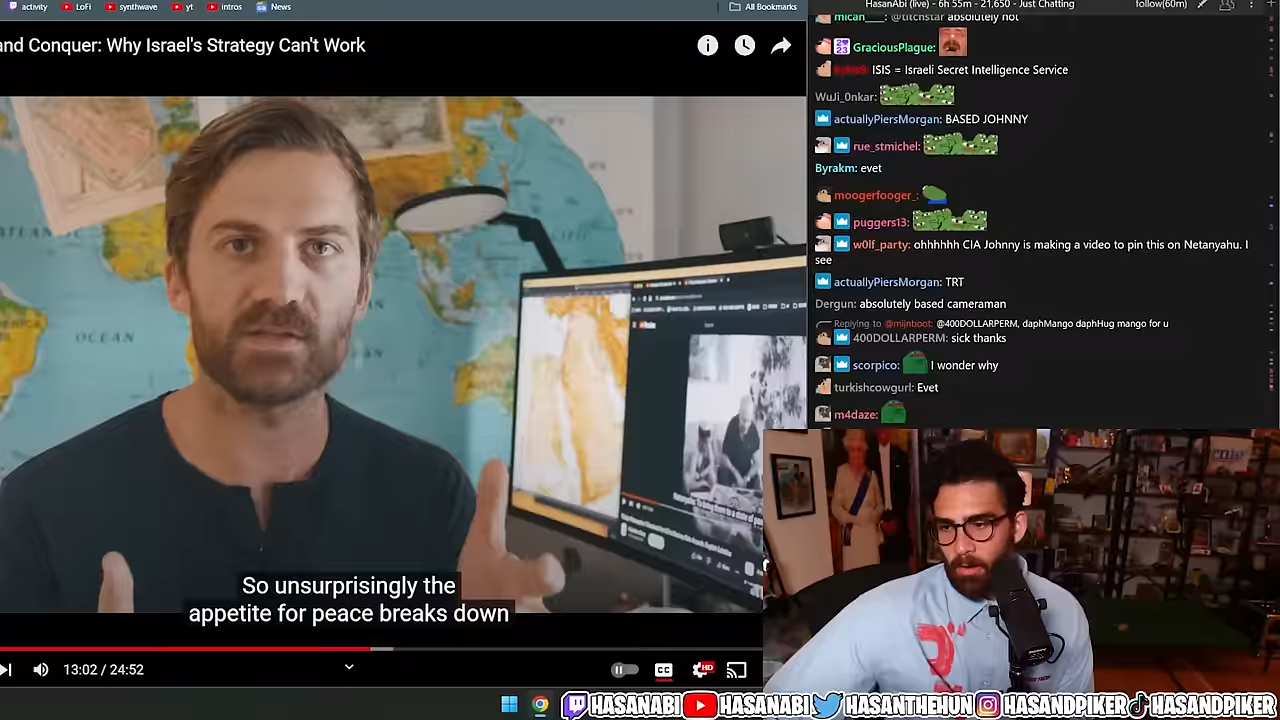 activity LoFi synthwave yt intros News All Bookmarks
and Conquer: Why Israel's Strategy Can't Work
So unsurprisingly the
appetite for peace breaks down
13:02 / 24:52
CC
HD
HasanAbi (live) - 6h 55m - 21,650 - Just Chatting follow(60m)
mican____: @titchstar absolutely not
GraciousPlague:
ISIS = Israeli Secret Intelligence Service
WuJi_0nkar:
actuallyPiersMorgan: BASED JOHNNY
rue_stmichel:
Byrakm: evet
moogerfooger_:
puggers13:
w0lf_party: ohhhhhh CIA Johnny is making a video to pin this on Netanyahu. I
see
actuallyPiersMorgan: TRT
Dergun: absolutely based cameraman
Replying to @mijnboot: @400DOLLARPERM, daphMango daphHug mango for u
400DOLLARPERM: sick thanks
scorpico: I wonder why
turkishcowgurl: Evet
m4daze:
HASANABI HASANABI HASANTHEHUN HASANDPIKER HASANDPIKER